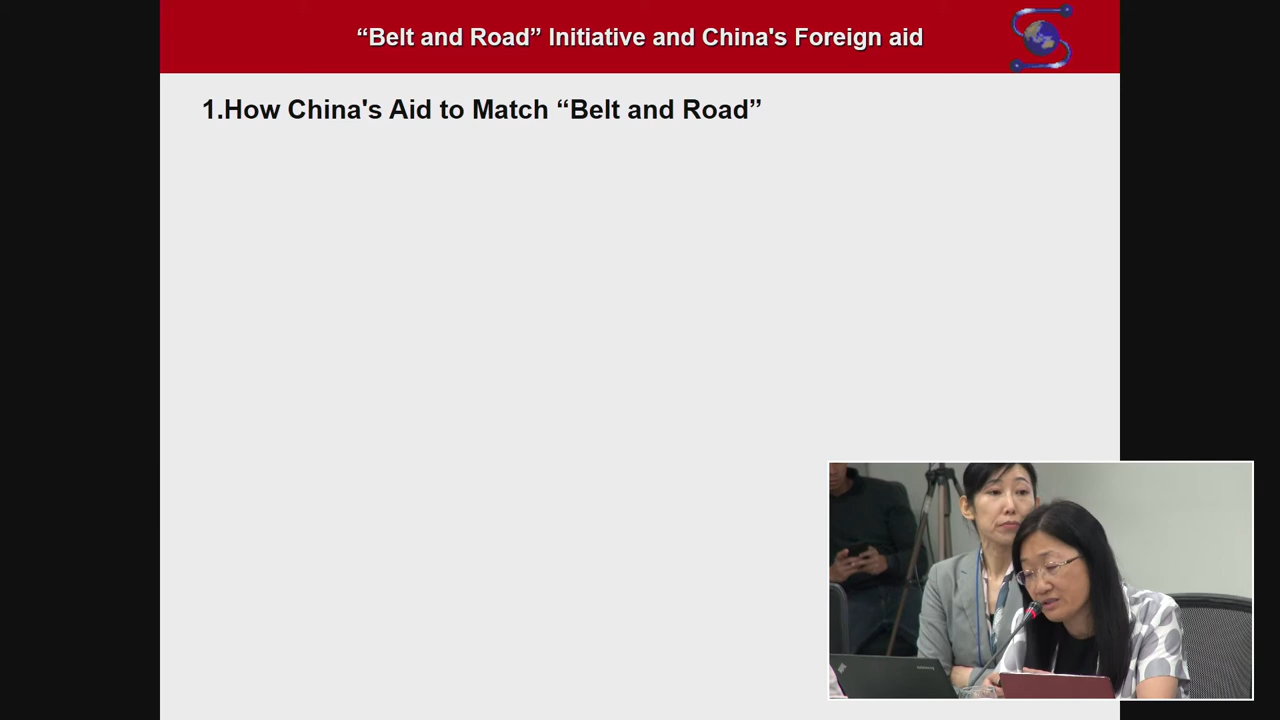 “Belt and Road” Initiative and China's Foreign aid
1.How China's Aid to Match “Belt and Road”